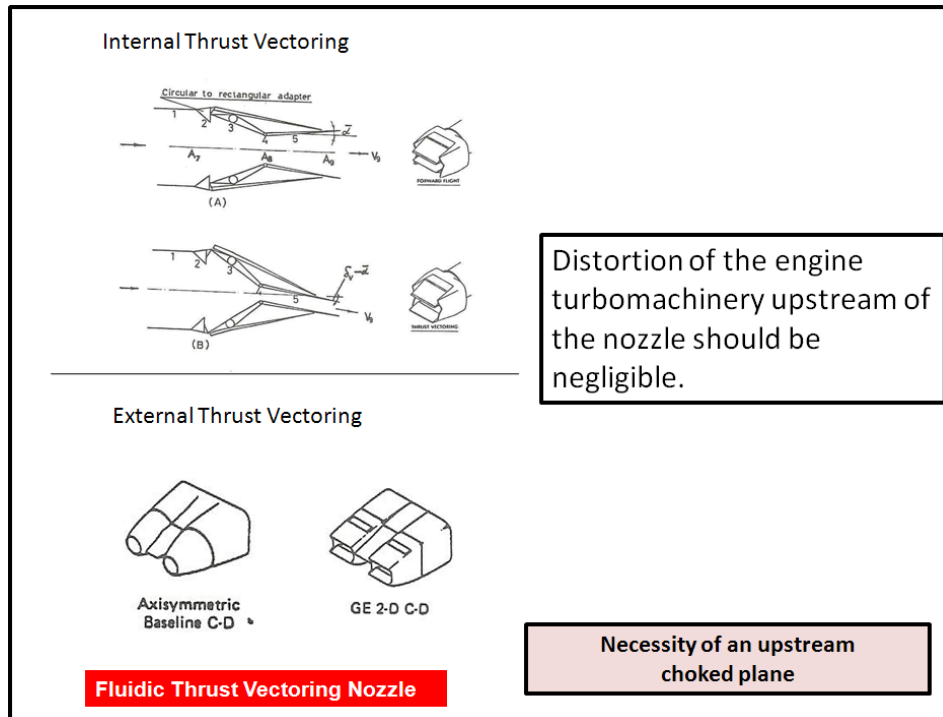 Internal Thrust Vectoring
Circular to rectangular adapter
1
2
3
4
5
A7
A8
A9
V9
(A)
FORWARD FLIGHT
1
2
3
4
5
V9
(B)
THRUST VECTORING
Distortion of the engine
turbomachinery upstream of
the nozzle should be
negligible.
External Thrust Vectoring
Axisymmetric
Baseline C-D
GE 2-D C-D
Necessity of an upstream
choked plane
Fluidic Thrust Vectoring Nozzle